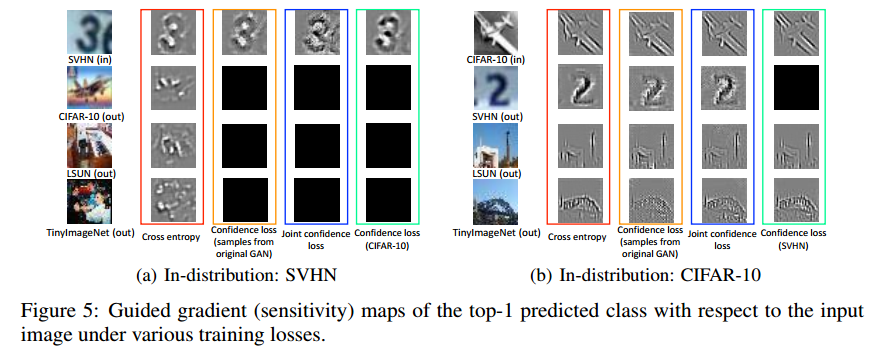 SVHN (in)
CIFAR-10 (out)
LSUN (out)
TinyImageNet (out)
Cross entropy
Confidence loss
(samples from
original GAN)
Joint confidence
loss
Confidence loss
(CIFAR-10)
(a) In-distribution: SVHN
CIFAR-10 (in)
SVHN (out)
LSUN (out)
TinyImageNet (out)
Cross entropy
Confidence loss
(samples from
original GAN)
Joint confidence
loss
Confidence loss
(SVHN)
(b) In-distribution: CIFAR-10
Figure 5: Guided gradient (sensitivity) maps of the top-1 predicted class with respect to the input
image under various training losses.